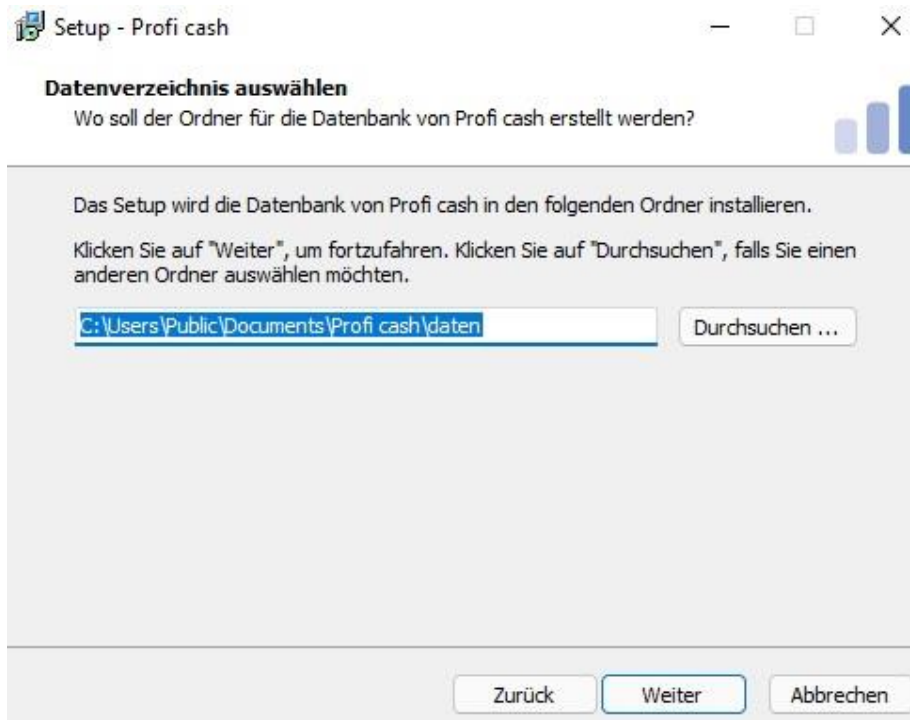 Setup - Profi cash
Datenverzeichnis auswählen
Wo soll der Ordner für die Datenbank von Profi cash erstellt werden?
Das Setup wird die Datenbank von Profi cash in den folgenden Ordner installieren.
Klicken Sie auf "Weiter", um fortzufahren. Klicken Sie auf "Durchsuchen", falls Sie einen
anderen Ordner auswählen möchten.
C:\Users\Public\Documents\Profi cash\daten
Durchsuchen ...
Zurück
Weiter
Abbrechen